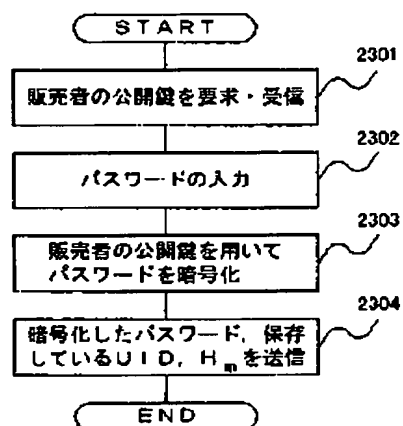 START
2301
販売者の公開鍵を要求・受信
2302
パスワードの入力
2303
販売者の公開鍵を用いて
パスワードを暗号化
2304
暗号化したパスワード，保存
しているUID，Hmを送信
END